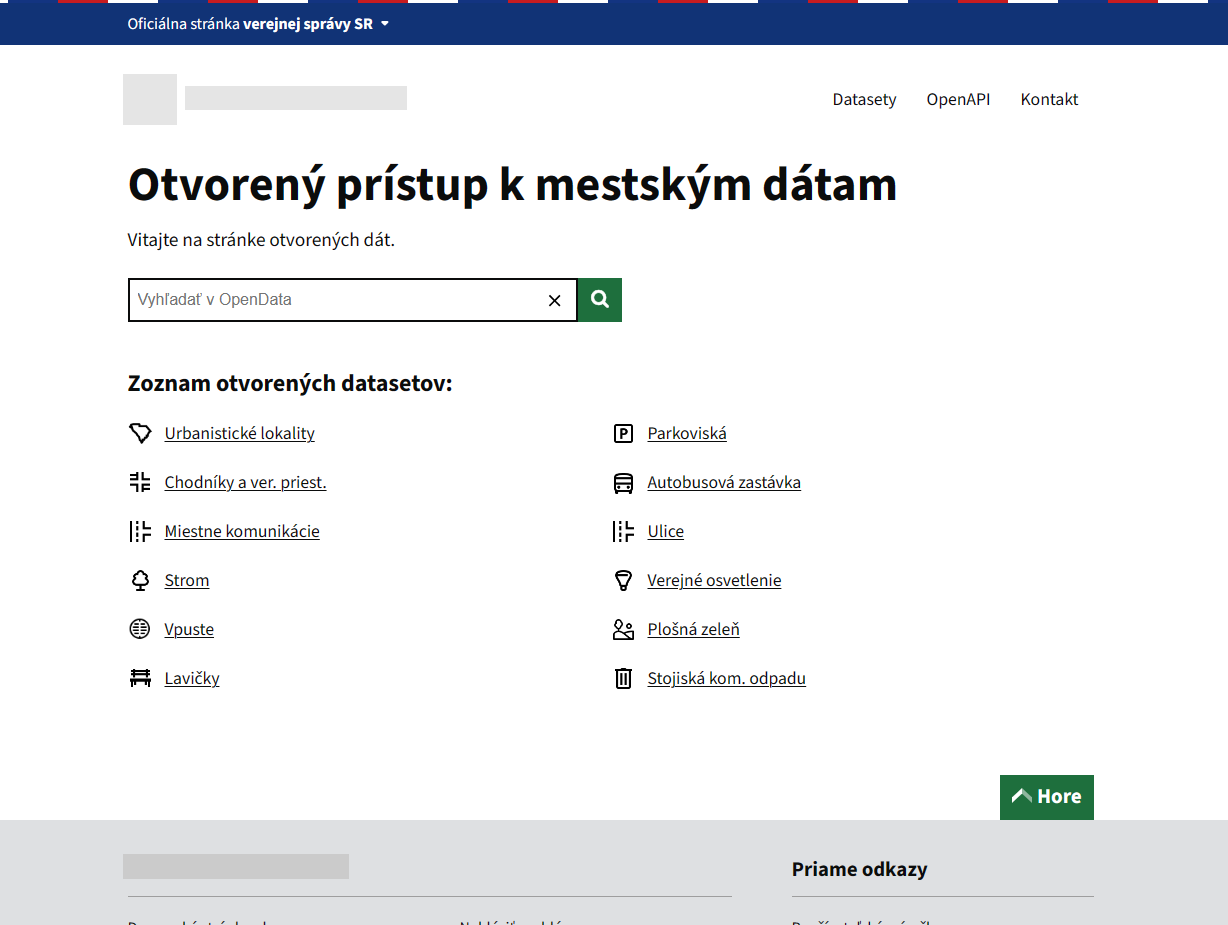 Oficiálna stránka verejnej správy SR
Datasety OpenAPI Kontakt
Otvorený prístup k mestským dátam
Vitajte na stránke otvorených dát.
Vyhľadať v OpenData
Zoznam otvorených datasetov:
Urbanistické lokality
Parkoviská
Chodníky a ver. priest.
Autobusová zastávka
Miestne komunikácie
Ulice
Strom
Verejné osvetlenie
Vpuste
Plošná zeleň
Lavičky
Stojiská kom. odpadu
Hore
Priame odkazy